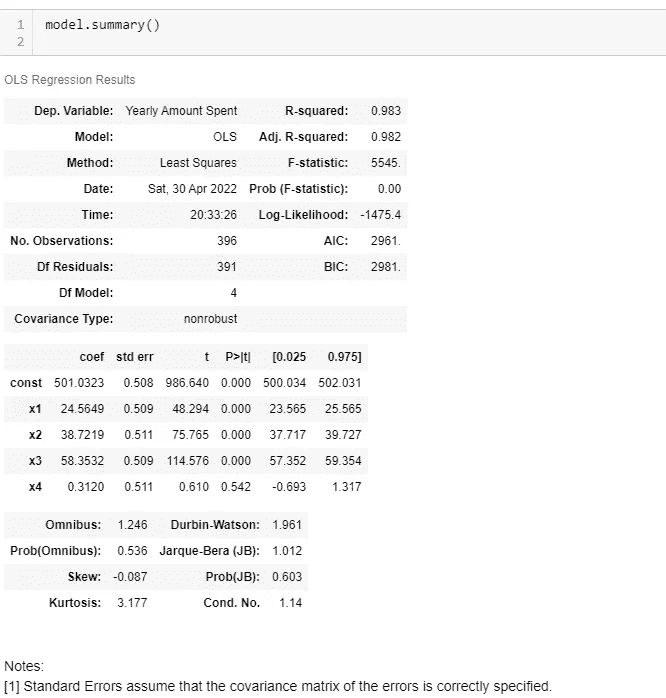 1 model.summary()
2
OLS Regression Results
Dep. Variable: Yearly Amount Spent R-squared: 0.983
Model: OLS Adj. R-squared: 0.982
Method: Least Squares F-statistic: 5545.
Date: Sat, 30 Apr 2022 Prob (F-statistic): 0.00
Time: 20:33:26 Log-Likelihood: -1475.4
No. Observations: 396 AIC: 2961.
Df Residuals: 391 BIC: 2981.
Df Model: 4
Covariance Type: nonrobust
coef std err t P>|t| [0.025 0.975]
const 501.0323 0.508 986.640 0.000 500.034 502.031
x1 24.5649 0.509 48.294 0.000 23.565 25.565
x2 38.7219 0.511 75.765 0.000 37.717 39.727
x3 58.3532 0.509 114.576 0.000 57.352 59.354
x4 0.3120 0.511 0.610 0.542 -0.693 1.317
Omnibus: 1.246 Durbin-Watson: 1.961
Prob(Omnibus): 0.536 Jarque-Bera (JB): 1.012
Skew: -0.087 Prob(JB): 0.603
Kurtosis: 3.177 Cond. No. 1.14
Notes:
[1] Standard Errors assume that the covariance matrix of the errors is correctly specified.